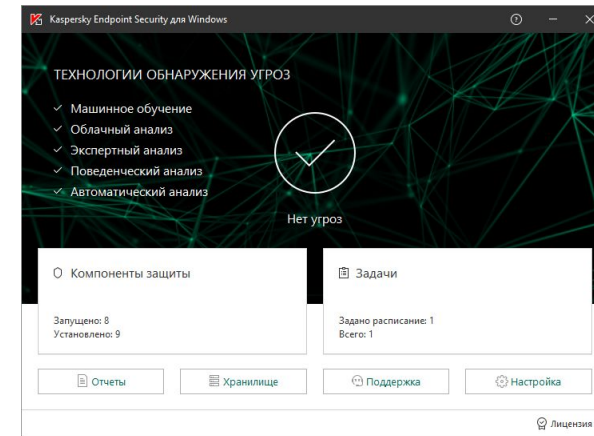 Kaspersky Endpoint Security для Windows
ТЕХНОЛОГИИ ОБНАРУЖЕНИЯ УГРОЗ
Машинное обучение
Облачный анализ
Экспертный анализ
Поведенческий анализ
Автоматический анализ
Нет угроз
Компоненты защиты
Запущено: 8
Установлено: 9
Задачи
Задано расписание: 1
Всего: 1
Отчеты
Хранилище
Поддержка
Настройка
Лицензия